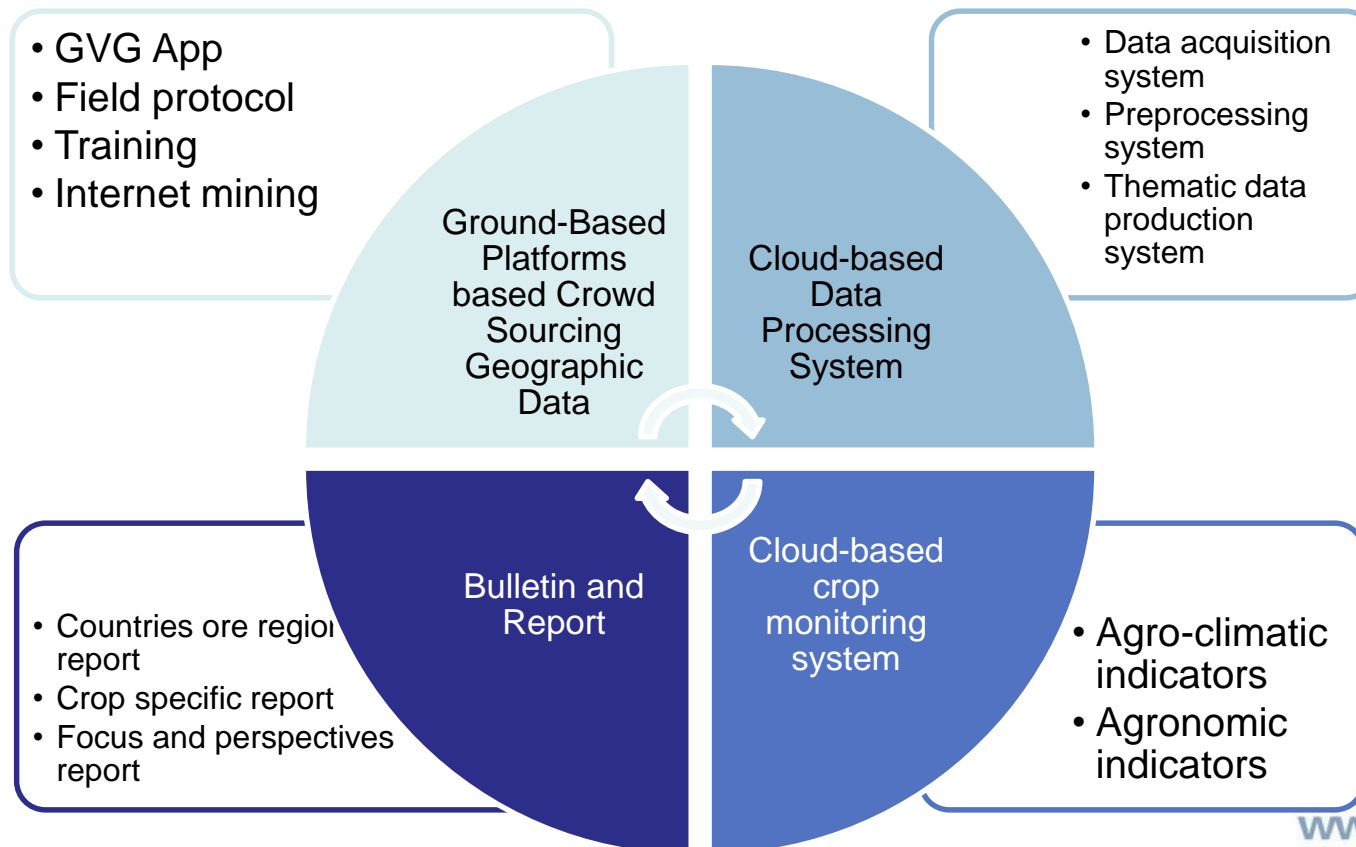 • GVG App
• Field protocol
• Training
• Internet mining
• Data acquisition
system
• Preprocessing
system
• Thematic data
production
system
Ground-Based
Platforms
based Crowd
Sourcing
Geographic
Data
Cloud-based
Data
Processing
System
Bulletin and
Report
Cloud-based
crop
monitoring
system
• Countries ore region
report
• Crop specific report
• Focus and perspectives
report
• Agro-climatic
indicators
• Agronomic
indicators